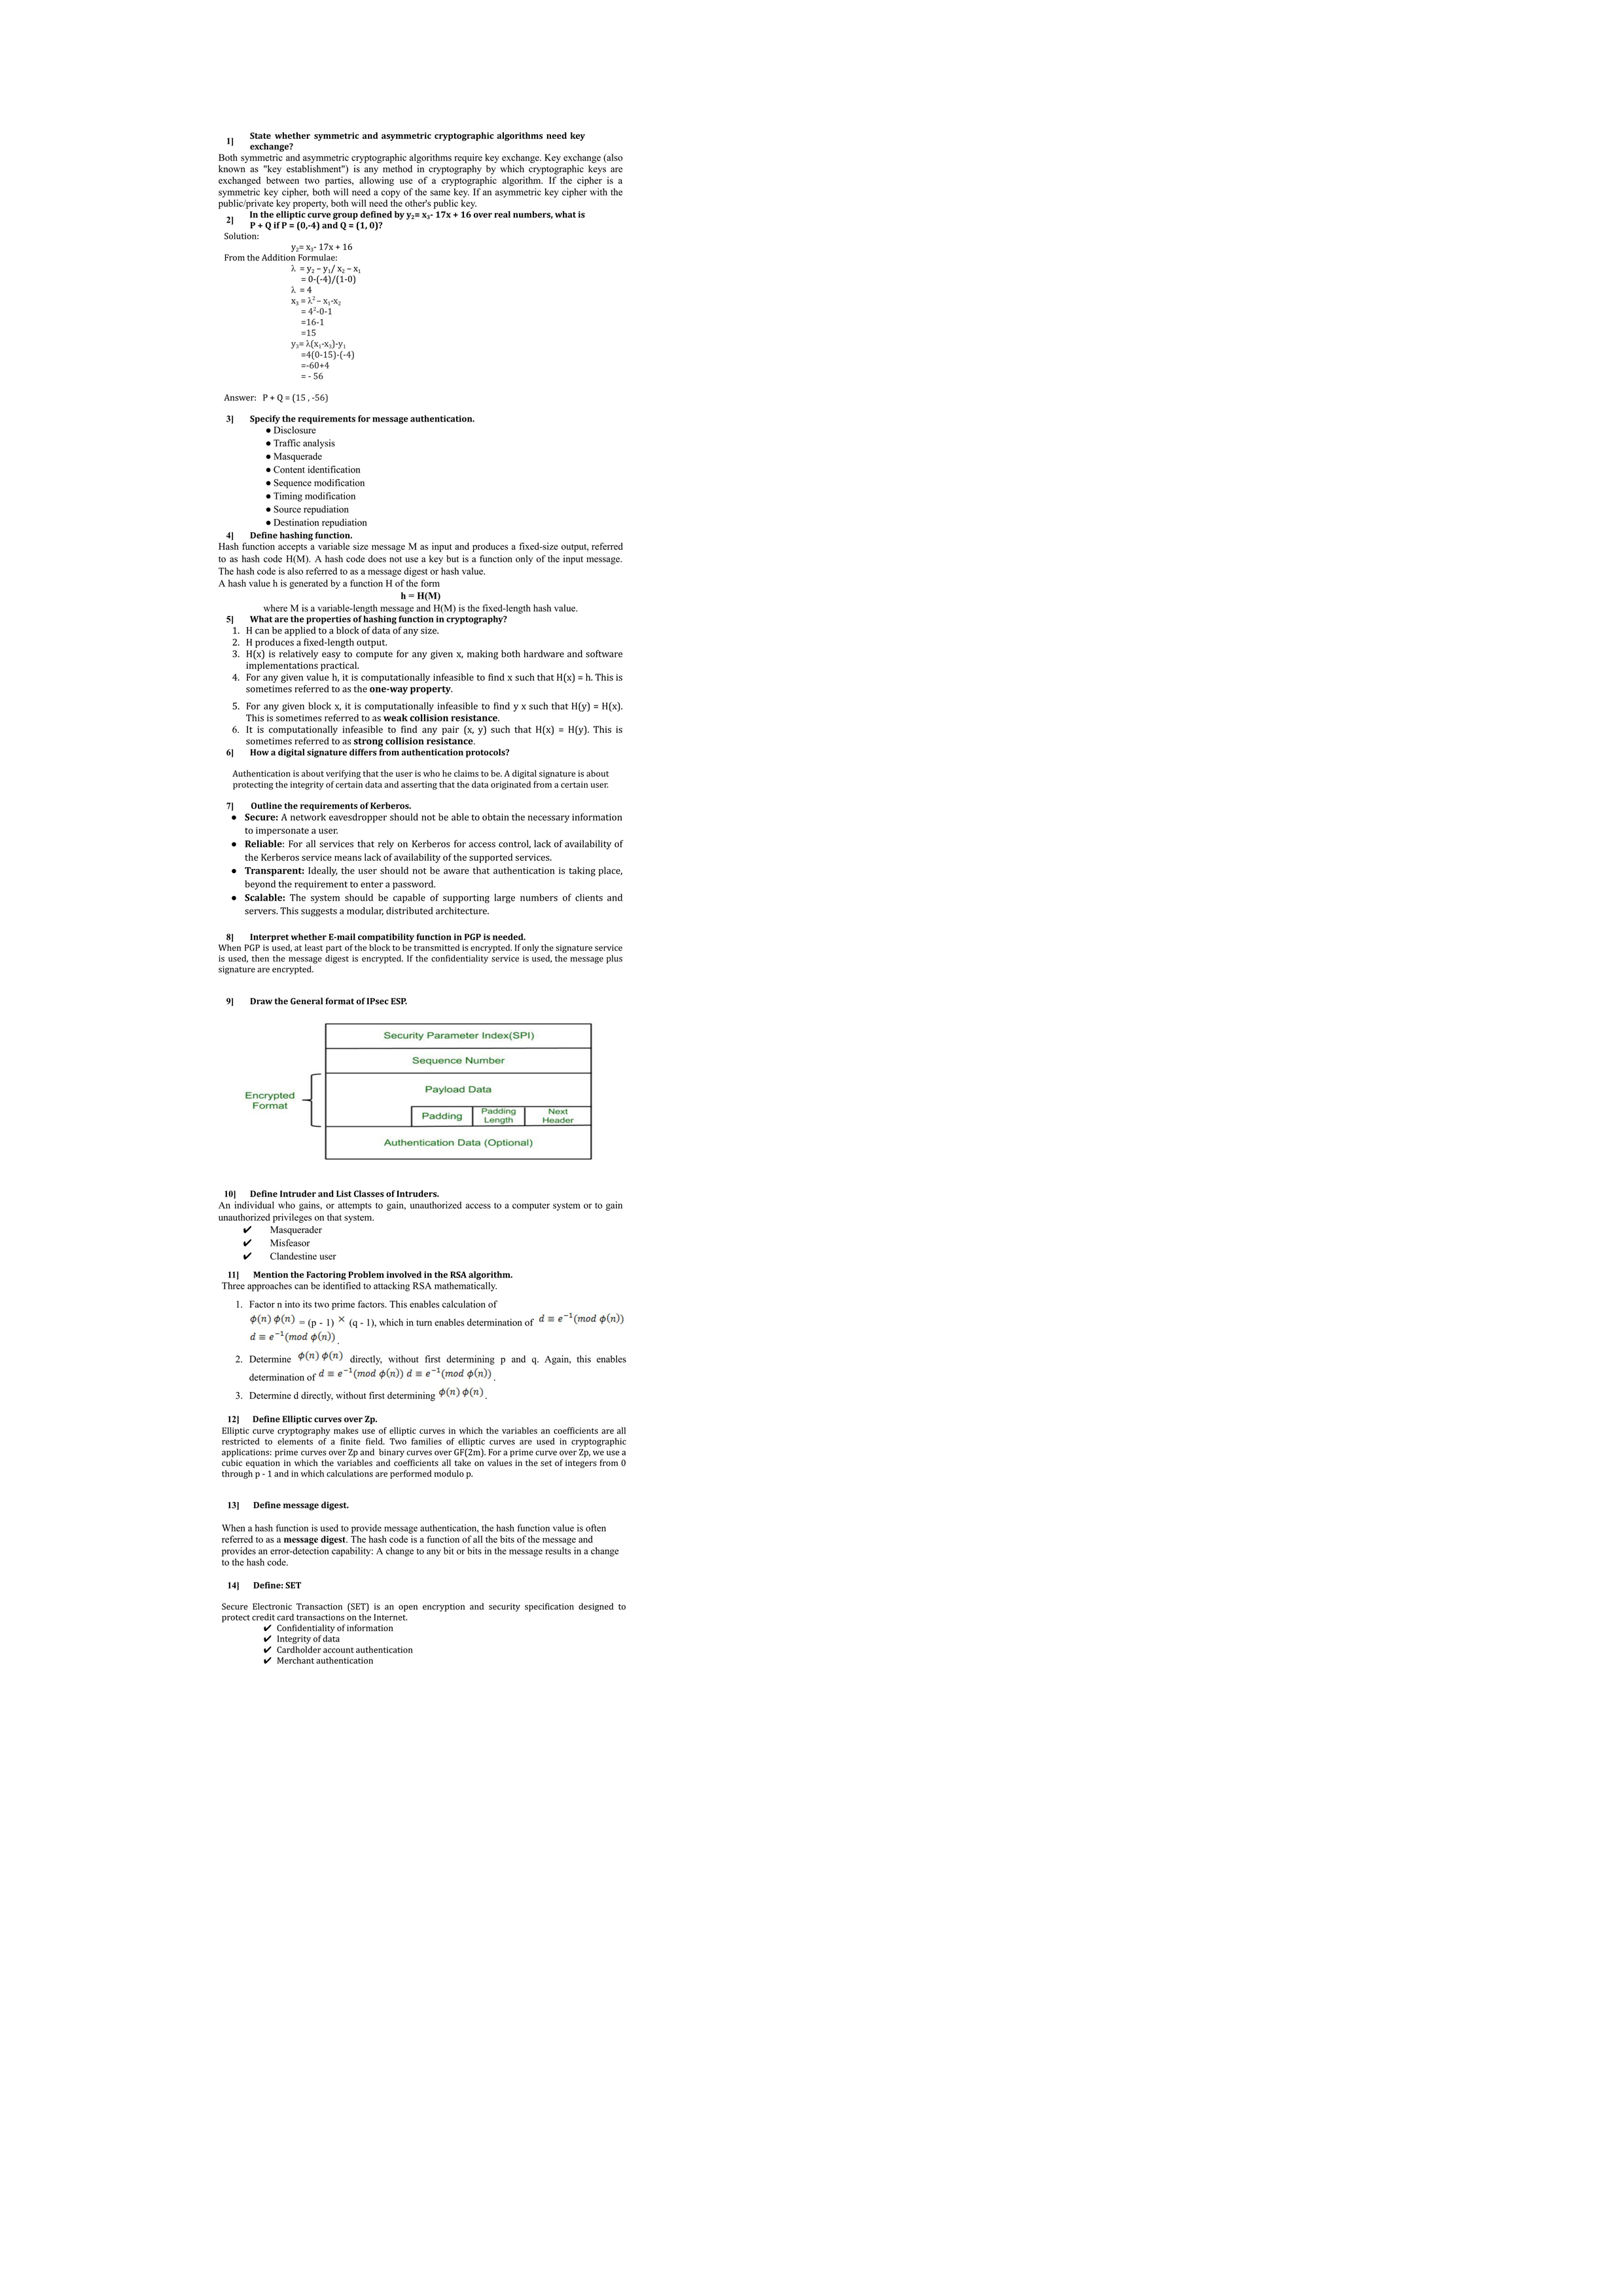 1] State whether symmetric and asymmetric cryptographic algorithms need key
exchange?
Both symmetric and asymmetric cryptographic algorithms require key exchange. Key exchange (also
known as "key establishment") is any method in cryptography by which cryptographic keys are
exchanged between two parties, allowing use of a cryptographic algorithm. If the cipher is a
symmetric key cipher, both will need a copy of the same key. If an asymmetric key cipher with the
public/private key property, both will need the other's public key.
2] In the elliptic curve group defined by y₂= x₃- 17x + 16 over real numbers, what is
P + Q if P = (0,-4) and Q = (1, 0)?
Solution:
y₂= x₃- 17x + 16
From the Addition Formulae:
λ = y₂ – y₁/ x₂ – x₁
= 0-(-4)/(1-0)
λ = 4
x₃ = λ² – x₁-x₂
= 4²-0-1
=16-1
=15
y₃= λ(x₁-x₃)-y₁
=4(0-15)-(-4)
=-60+4
= - 56
Answer: P + Q = (15 , -56)
3] Specify the requirements for message authentication.
● Disclosure
● Traffic analysis
● Masquerade
● Content identification
● Sequence modification
● Timing modification
● Source repudiation
● Destination repudiation
4] Define hashing function.
Hash function accepts a variable size message M as input and produces a fixed-size output, referred
to as hash code H(M). A hash code does not use a key but is a function only of the input message.
The hash code is also referred to as a message digest or hash value.
A hash value h is generated by a function H of the form
h = H(M)
where M is a variable-length message and H(M) is the fixed-length hash value.
5] What are the properties of hashing function in cryptography?
1. H can be applied to a block of data of any size.
2. H produces a fixed-length output.
3. H(x) is relatively easy to compute for any given x, making both hardware and software
implementations practical.
4. For any given value h, it is computationally infeasible to find x such that H(x) = h. This is
sometimes referred to as the one-way property.
5. For any given block x, it is computationally infeasible to find y x such that H(y) = H(x).
This is sometimes referred to as weak collision resistance.
6. It is computationally infeasible to find any pair (x, y) such that H(x) = H(y). This is
sometimes referred to as strong collision resistance.
6] How a digital signature differs from authentication protocols?
Authentication is about verifying that the user is who he claims to be. A digital signature is about
protecting the integrity of certain data and asserting that the data originated from a certain user.
7] Outline the requirements of Kerberos.
● Secure: A network eavesdropper should not be able to obtain the necessary information
to impersonate a user.
● Reliable: For all services that rely on Kerberos for access control, lack of availability of
the Kerberos service means lack of availability of the supported services.
● Transparent: Ideally, the user should not be aware that authentication is taking place,
beyond the requirement to enter a password.
● Scalable: The system should be capable of supporting large numbers of clients and
servers. This suggests a modular, distributed architecture.
8] Interpret whether E-mail compatibility function in PGP is needed.
When PGP is used, at least part of the block to be transmitted is encrypted. If only the signature service
is used, then the message digest is encrypted. If the confidentiality service is used, the message plus
signature are encrypted.
9] Draw the General format of IPsec ESP.
Security Parameter Index(SPI)
Sequence Number
Payload Data
Encrypted
Format
Padding
Padding
Length
Next
Header
Authentication Data (Optional)
10] Define Intruder and List Classes of Intruders.
An individual who gains, or attempts to gain, unauthorized access to a computer system or to gain
unauthorized privileges on that system.
✔ Masquerader
✔ Misfeasor
✔ Clandestine user
11] Mention the Factoring Problem involved in the RSA algorithm.
Three approaches can be identified to attacking RSA mathematically.
1. Factor n into its two prime factors. This enables calculation of
ϕ(n) ϕ(n) = (p - 1) × (q - 1), which in turn enables determination of d ≡ e⁻¹(mod ϕ(n))
d ≡ e⁻¹(mod ϕ(n)).
2. Determine ϕ(n) ϕ(n) directly, without first determining p and q. Again, this enables
determination of d ≡ e⁻¹(mod ϕ(n)) d ≡ e⁻¹(mod ϕ(n)).
3. Determine d directly, without first determining ϕ(n) ϕ(n).
12] Define Elliptic curves over Zp.
Elliptic curve cryptography makes use of elliptic curves in which the variables an coefficients are all
restricted to elements of a finite field. Two families of elliptic curves are used in cryptographic
applications: prime curves over Zp and binary curves over GF(2m). For a prime curve over Zp, we use a
cubic equation in which the variables and coefficients all take on values in the set of integers from 0
through p - 1 and in which calculations are performed modulo p.
13] Define message digest.
When a hash function is used to provide message authentication, the hash function value is often
referred to as a message digest. The hash code is a function of all the bits of the message and
provides an error-detection capability: A change to any bit or bits in the message results in a change
to the hash code.
14] Define: SET
Secure Electronic Transaction (SET) is an open encryption and security specification designed to
protect credit card transactions on the Internet.
✔ Confidentiality of information
✔ Integrity of data
✔ Cardholder account authentication
✔ Merchant authentication